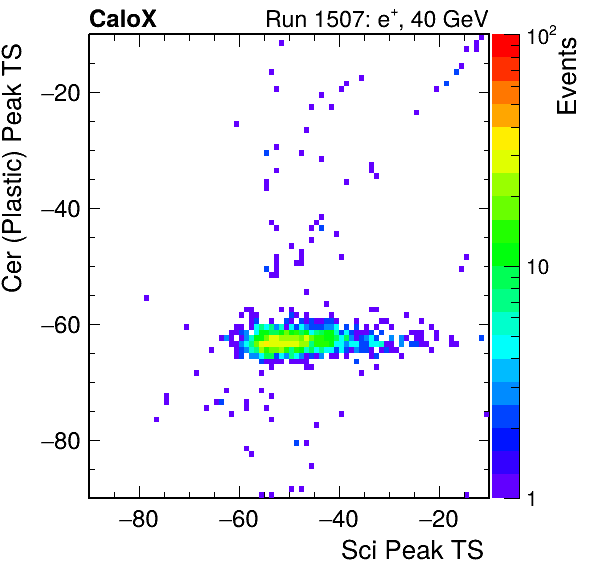 CaloX Run 1507: e⁺, 40 GeV
Cer (Plastic) Peak TS
−20
−40
−60
−80
−80 −60 −40 −20
Sci Peak TS
10²
10
1
Events